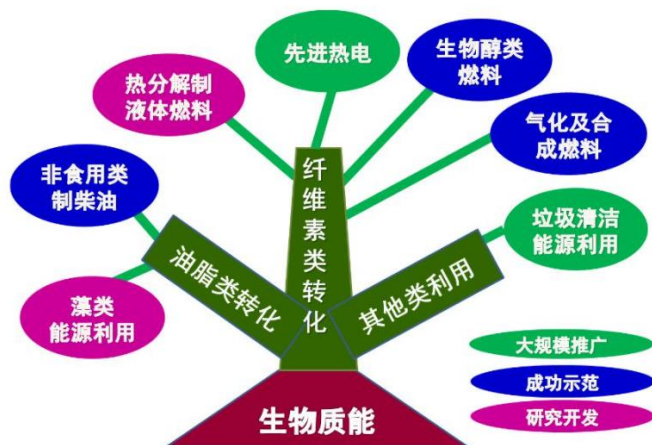 先进热电
生物醇类
燃料
热分解制
液体燃料
气化及合
成燃料
非食用类
制柴油
垃圾清洁
能源利用
藻类
能源利用
纤维素类转化
油脂类转化
其他类利用
生物质能
大规模推广
成功示范
研究开发